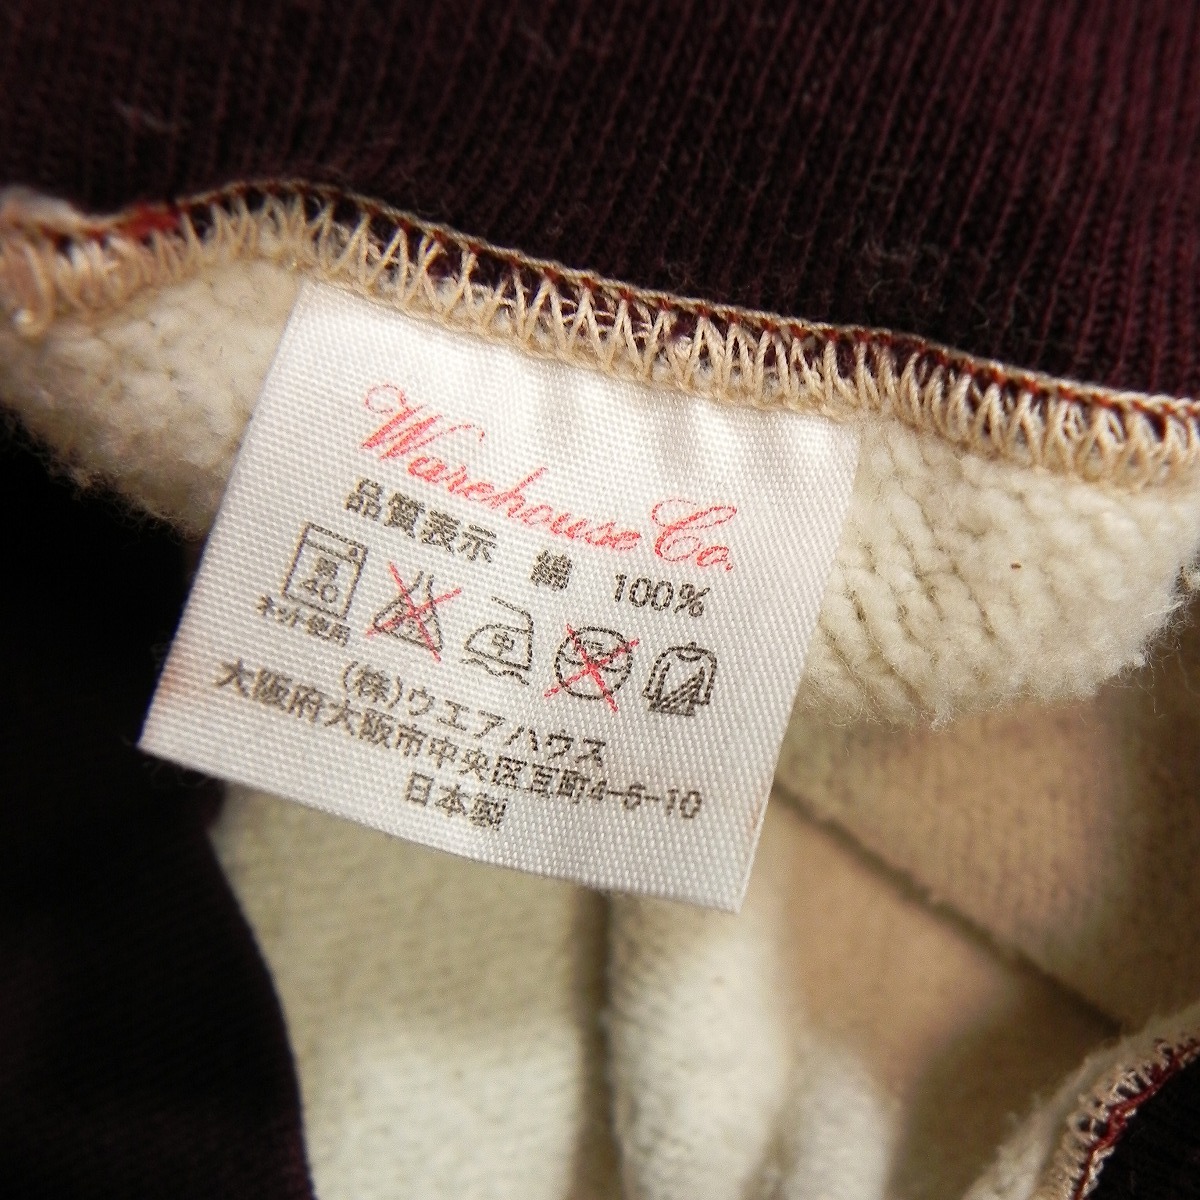 Warehouse Co.
品質表示 綿 100%
弱
40
中
ネット使用
(株)ウエアハウス
大阪府大阪市中央区瓦町4-6-10
日本製